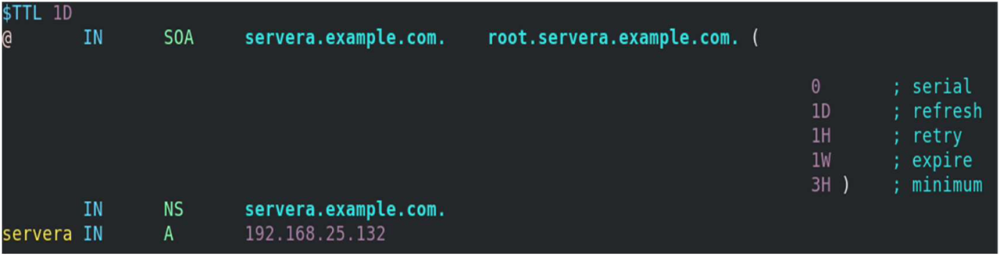 $TTL 1D
@ IN SOA servera.example.com. root.servera.example.com. (
0 ; serial
1D ; refresh
1H ; retry
1W ; expire
3H ) ; minimum
IN NS servera.example.com.
servera IN A 192.168.25.132